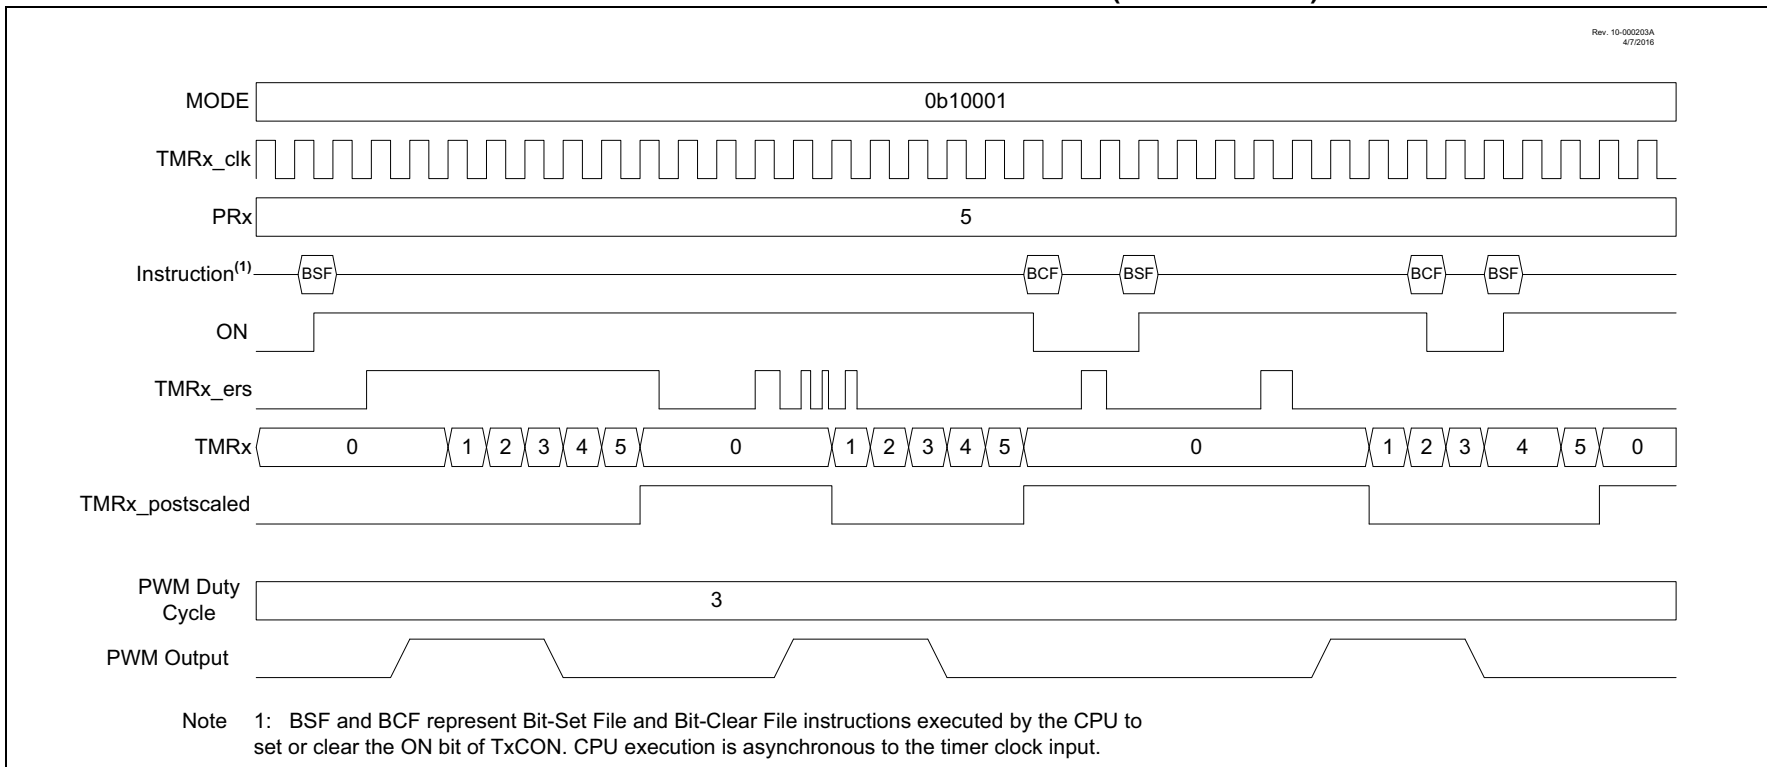 Rev. 10-000203A
4/7/2016
MODE 0b10001
TMRx_clk
PRx 5
Instruction(1) BSF BCF BSF BCF BSF
ON
TMRx_ers
TMRx 0 1 2 3 4 5 0 1 2 3 4 5 0 1 2 3 4 5 0
TMRx_postscaled
PWM Duty
Cycle 3
PWM Output
Note 1: BSF and BCF represent Bit-Set File and Bit-Clear File instructions executed by the CPU to
set or clear the ON bit of TxCON. CPU execution is asynchronous to the timer clock input.